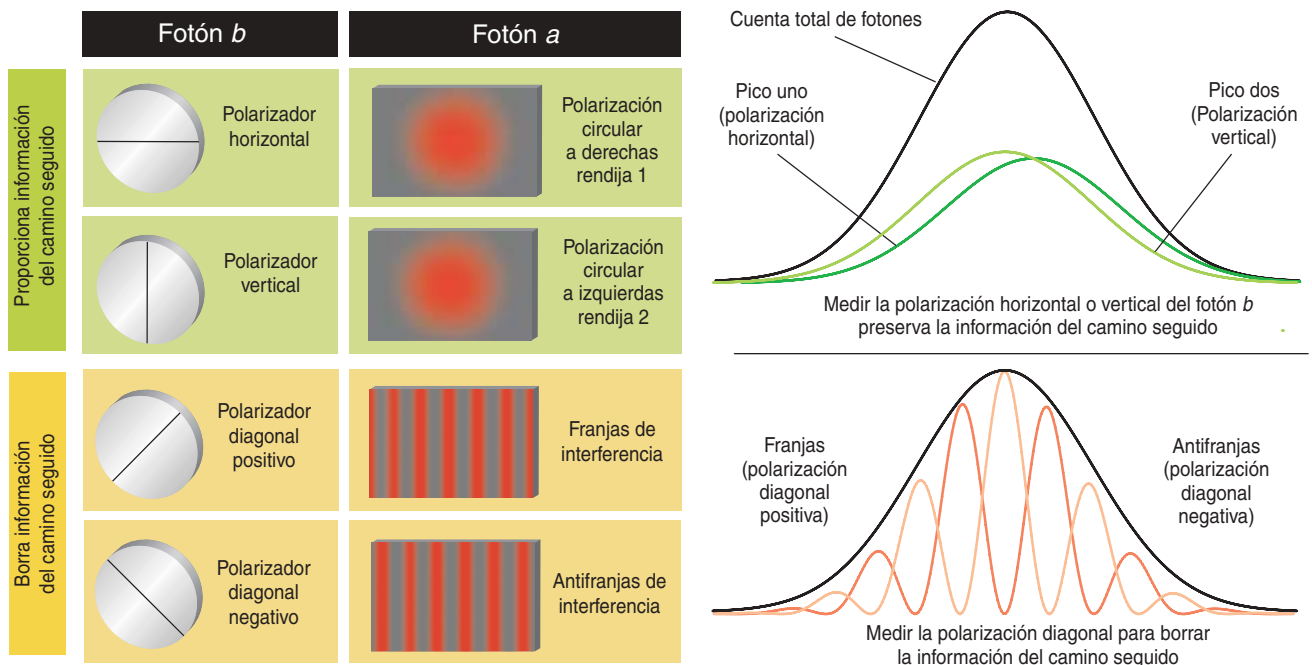 Fotón b
Fotón a
Proporciona información
del camino seguido
Polarizador
horizontal
Polarización
circular
a derechas
rendija 1
Polarizador
vertical
Polarización
circular
a izquierdas
rendija 2
Borra información
del camino seguido
Polarizador
diagonal
positivo
Franjas de
interferencia
Polarizador
diagonal
negativo
Antifranjas de
interferencia
Cuenta total de fotones
Pico uno
(polarización
horizontal)
Pico dos
(Polarización
vertical)
Medir la polarización horizontal o vertical del fotón b
preserva la información del camino seguido
Franjas
(polarización
diagonal
positiva)
Antifranjas
(polarización
diagonal
negativa)
Medir la polarización diagonal para borrar
la información del camino seguido